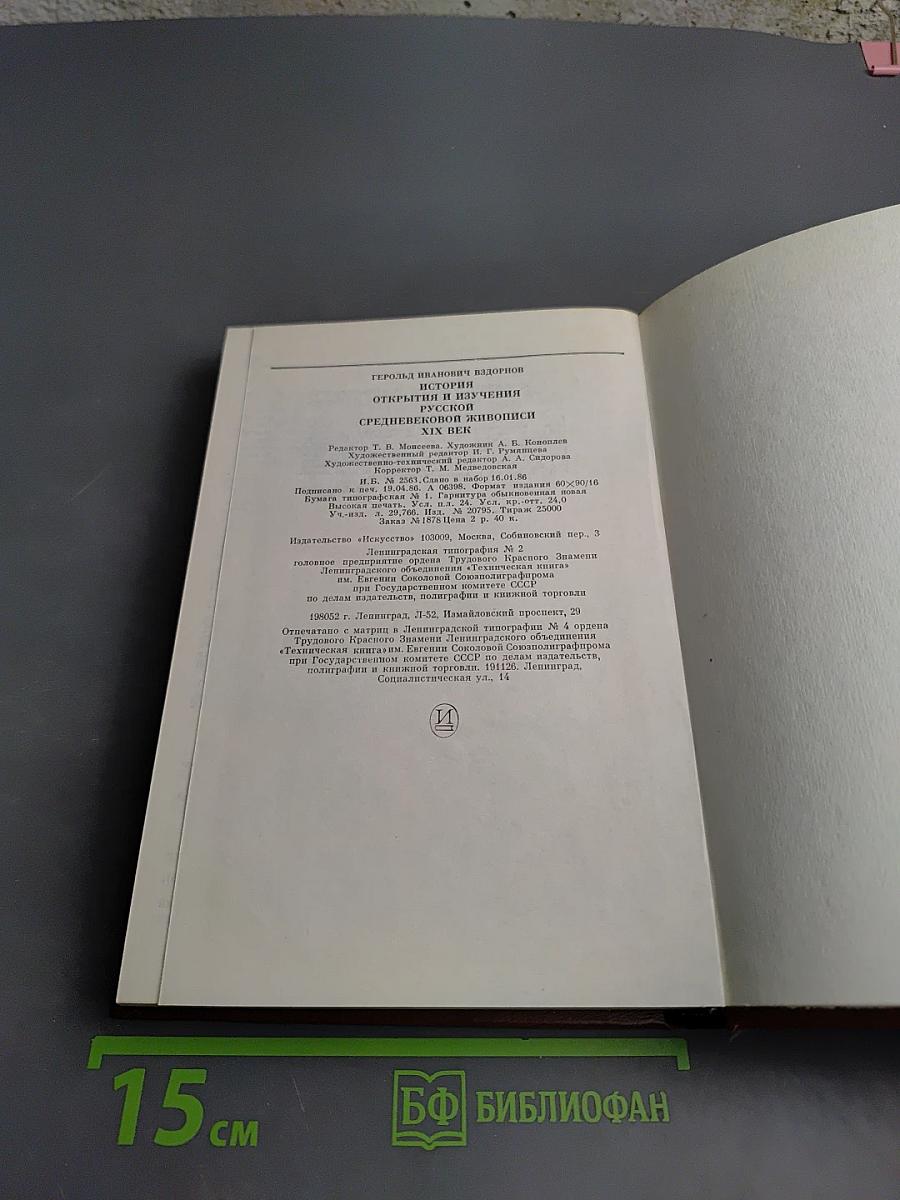 ГЕРОЛЬД ИВАНОВИЧ ВЗДОРНОВ
ИСТОРИЯ
ОТКРЫТИЯ И ИЗУЧЕНИЯ
РУССКОЙ
СРЕДНЕВЕКОВОЙ ЖИВОПИСИ
XIX ВЕК
Редактор Т. В. Моисеева. Художник А. Б. Коноплев
Художественный редактор И. Г. Румянцева
Художественно-технический редактор А. А. Сидорова
Корректор Т. М. Медведовская
И.Б. № 2563. Сдано в набор 16.01.86
Подписано к печ. 19.04.86. А 06398. Формат издания 60×90/16
Бумага типографская № 1. Гарнитура обыкновенная новая
Высокая печать. Усл. п.л. 24. Усл. кр.-отт. 24,0
Уч.-изд. л. 29,766. Изд. № 20795. Тираж 25000
Заказ № 1878 Цена 2 р. 40 к.
Издательство «Искусство» 103009, Москва, Собиновский пер., 3
Ленинградская типография № 2
головное предприятие ордена Трудового Красного Знамени
Ленинградского объединения «Техническая книга»
им. Евгении Соколовой Союзполиграфпрома
при Государственном комитете СССР
по делам издательств, полиграфии и книжной торговли
198052 г. Ленинград, Л-52, Измайловский проспект, 29
Отпечатано с матриц в Ленинградской типографии № 4 ордена
Трудового Красного Знамени Ленинградского объединения
«Техническая книга» им. Евгении Соколовой Союзполиграфпрома
при Государственном комитете СССР по делам издательств,
полиграфии и книжной торговли. 191126. Ленинград,
Социалистическая ул., 14
И
15 см
БФ БИБЛИОФАН